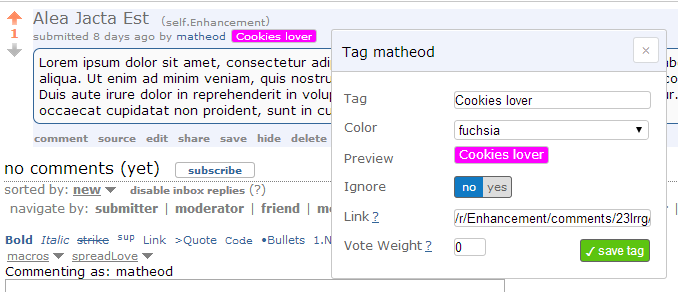 Alea Jacta Est (self.Enhancement)
1
submitted 8 days ago by matheod Cookies lover
Lorem ipsum dolor sit amet, consectetur adi
aliqua. Ut enim ad minim veniam, quis nostru
Duis aute irure dolor in reprehenderit in volup
occaecat cupidatat non proident, sunt in cu
comment source edit share save hide delete
no comments (yet) subscribe
sorted by: new disable inbox replies (?)
navigate by: submitter | moderator | friend | m
Bold Italic strike sup Link >Quote Code •Bullets 1.N
macros spreadLove
Commenting as: matheod
Tag matheod ×
Tag Cookies lover
Color fuchsia
Preview Cookies lover
Ignore no yes
Link ? /r/Enhancement/comments/23lrrg/
Vote Weight ? 0
✓ save tag